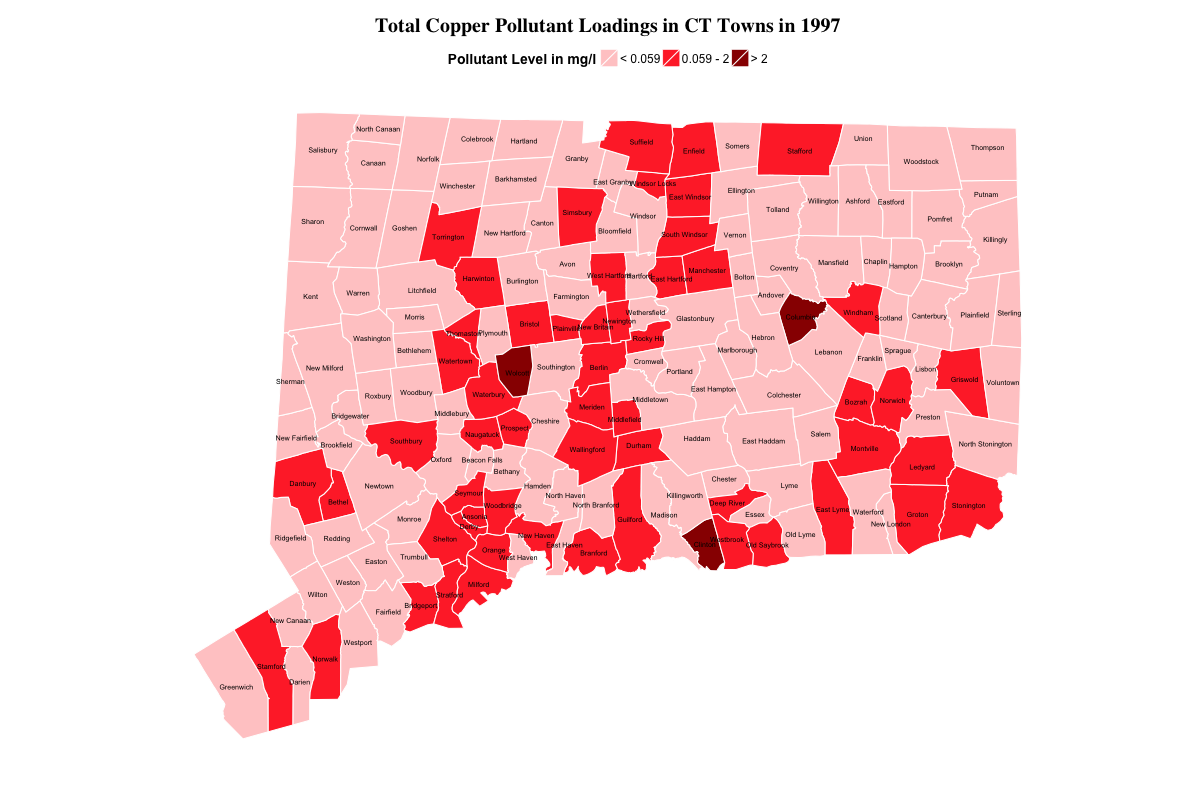 Total Copper Pollutant Loadings in CT Towns in 1997
Pollutant Level in mg/l < 0.059 0.059 - 2 > 2
North Canaan
Colebrook
Hartland
Salisbury
Canaan
Norfolk
Granby
Suffield
Enfield
Somers
Stafford
Union
Woodstock
Thompson
Winchester
Barkhamsted
East Granby
Windsor Locks
East Windsor
Ellington
Tolland
Willington
Ashford
Eastford
Putnam
Pomfret
Sharon
Cornwall
Goshen
Torrington
New Hartford
Canton
Simsbury
Bloomfield
Windsor
South Windsor
Vernon
Killingly
Avon
West Hartford
Hartford
East Hartford
Manchester
Bolton
Coventry
Mansfield
Chaplin
Hampton
Brooklyn
Kent
Warren
Litchfield
Harwinton
Burlington
Farmington
Andover
Columbia
Windham
Scotland
Canterbury
Plainfield
Sterling
Morris
Thomaston
Plymouth
Bristol
Plainville
New Britain
Newington
Wethersfield
Glastonbury
Rocky Hill
Hebron
Washington
Bethleham
Watertown
Marlborough
Lebanon
Franklin
Sprague
Lisbon
New Milford
Wolcott
Southington
Berlin
Cromwell
Portland
Griswold
Voluntown
Sherman
Roxbury
Woodbury
Waterbury
East Hampton
Colchester
Bozrah
Norwich
Bridgewater
Middlebury
Meriden
Middletown
Middlefield
Cheshire
Prospect
Naugatuck
Preston
New Fairfield
Brookfield
Southbury
Wallingford
Durham
Haddam
East Haddam
Salem
Montville
North Stonington
Oxford
Beacon Falls
Bethany
Ledyard
Danbury
Bethel
Newtown
Seymour
Woodbridge
Hamden
North Haven
North Branford
Guilford
Madison
Killingworth
Chester
Deep River
Essex
Lyme
East Lyme
Waterford
New London
Groton
Stonington
Monroe
Ansonia
Derby
Ridgefield
Redding
Shelton
Orange
New Haven
West Haven
East Haven
Branford
Clinton
Westbrook
Old Saybrook
Old Lyme
Easton
Trumbull
Weston
Wilton
Milford
Stratford
Bridgeport
Fairfield
New Canaan
Westport
Norwalk
Stamford
Darien
Greenwich